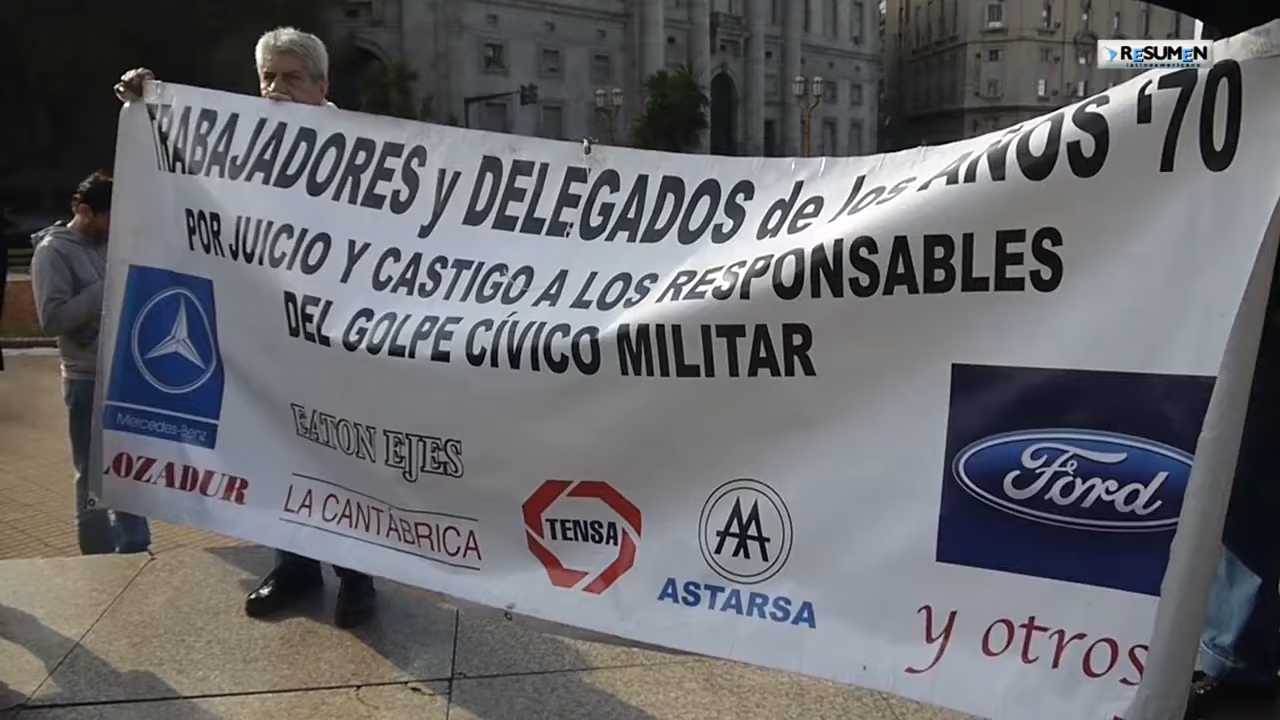 RESUMEN
latinoamericano
TRABAJADORES y DELEGADOS de los AÑOS '70
POR JUICIO Y CASTIGO A LOS RESPONSABLES
DEL GOLPE CÍVICO MILITAR
Mercedes-Benz
LOZADUR
EATON EJES
LA CANTÁBRICA
TENSA
ASTARSA
Ford
y otros